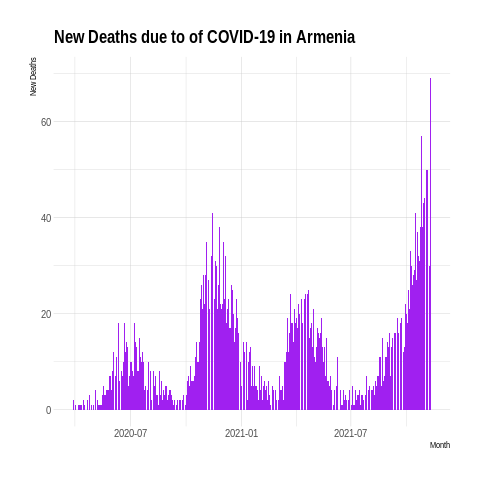 New Deaths due to of COVID-19 in Armenia
New Deaths
60
40
20
0
2020-07
2021-01
2021-07
Month